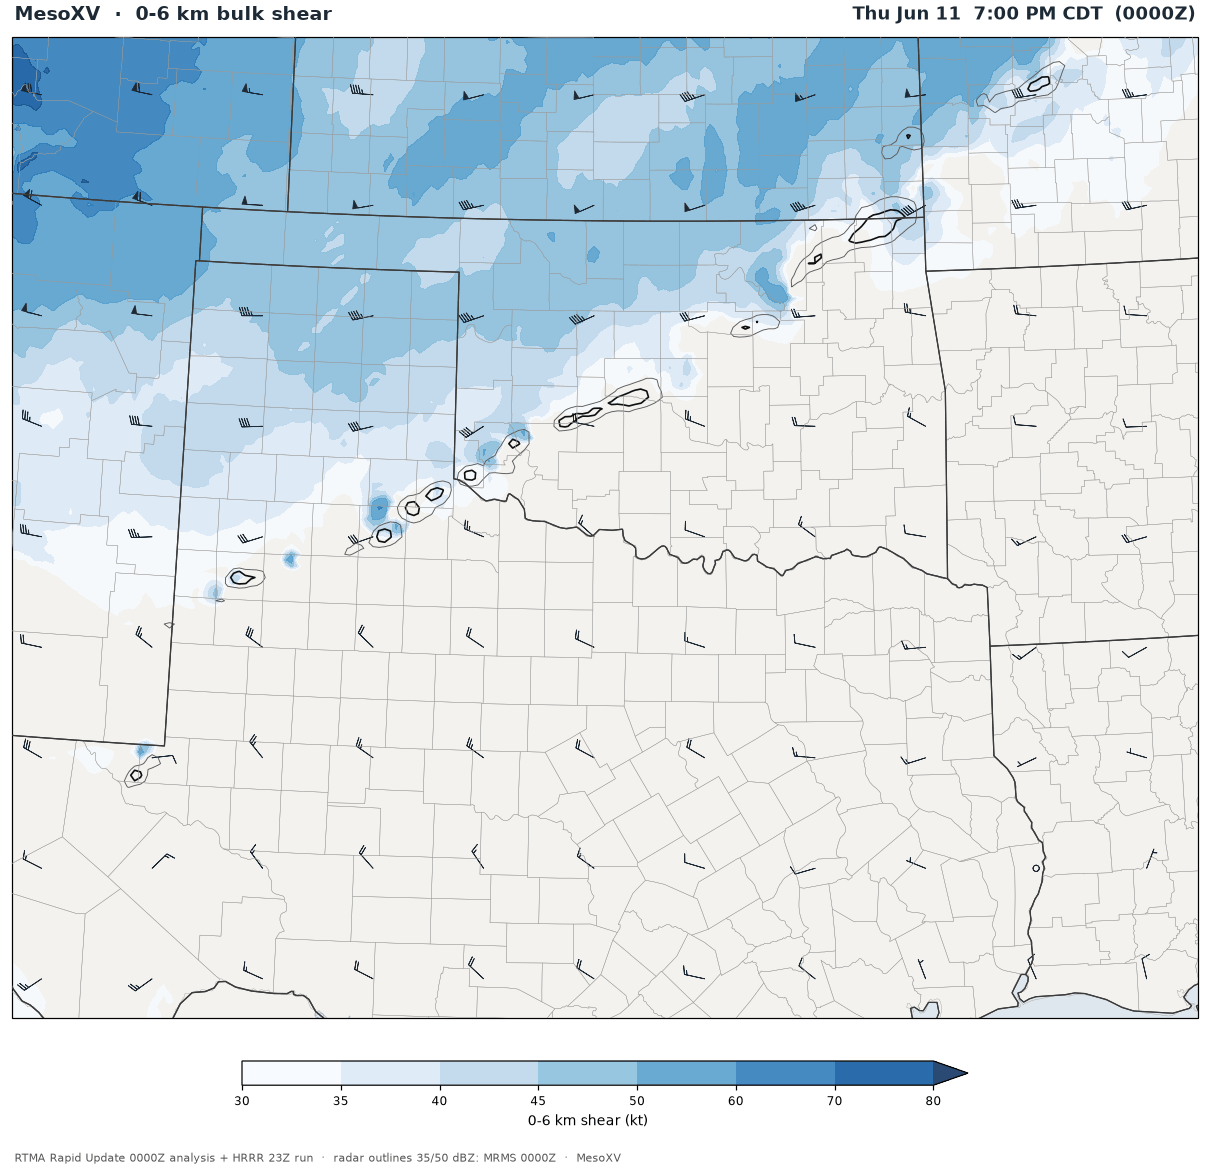 MesoXV · 0-6 km bulk shear
Thu Jun 11 7:00 PM CDT (0000Z)
30 35 40 45 50 60 70 80
0-6 km shear (kt)
RTMA Rapid Update 0000Z analysis + HRRR 23Z run · radar outlines 35/50 dBZ: MRMS 0000Z · MesoXV